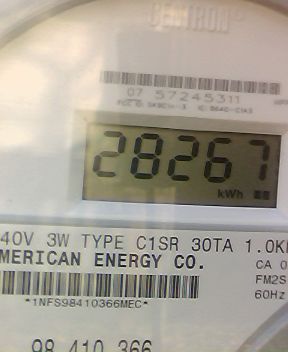 CENTRON
07 57245311
28267
kWh
40V 3W TYPE C1SR 30TA 1.0K
MERICAN ENERGY CO.
CA 0
FM2S
60Hz
*1NFS98410366MEC*
98 410 366